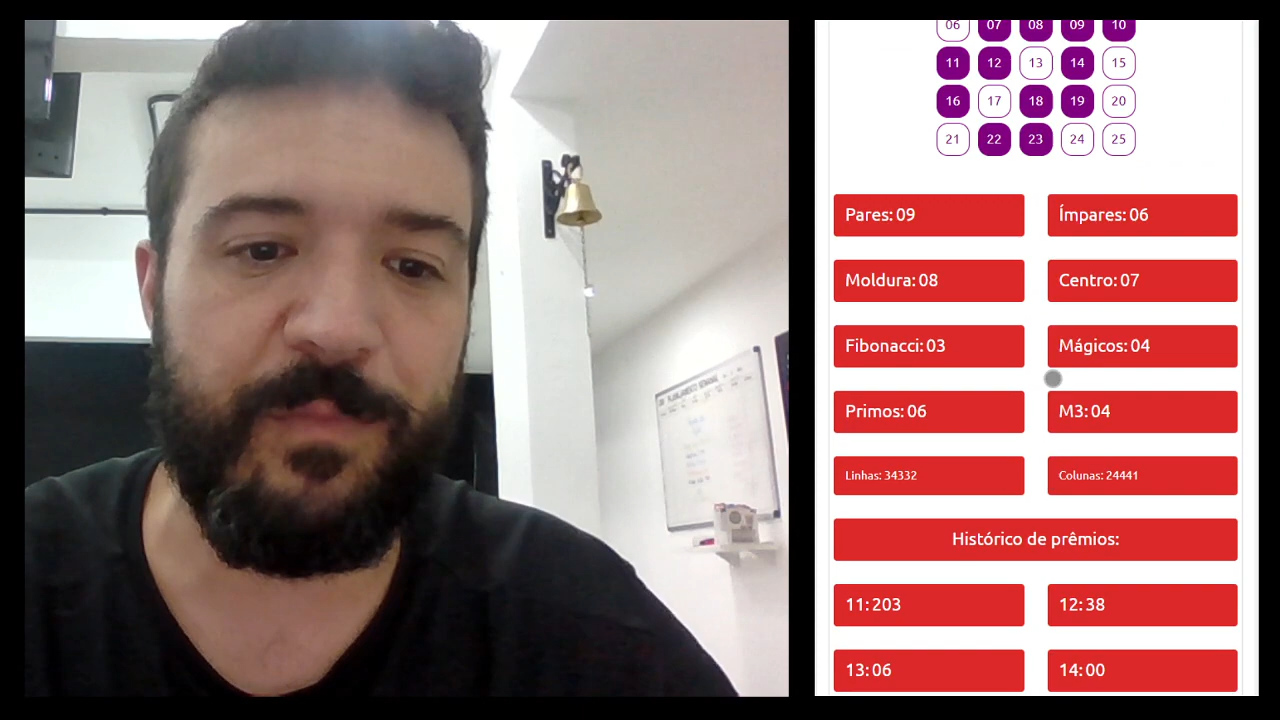 06 07 08 09 10
11 12 13 14 15
16 17 18 19 20
21 22 23 24 25
Pares: 09 Ímpares: 06
Moldura: 08 Centro: 07
Fibonacci: 03 Mágicos: 04
Primos: 06 M3: 04
Linhas: 34332 Colunas: 24441
Histórico de prêmios:
11: 203 12: 38
13: 06 14: 00
PLANEJAMENTO SEMANAL